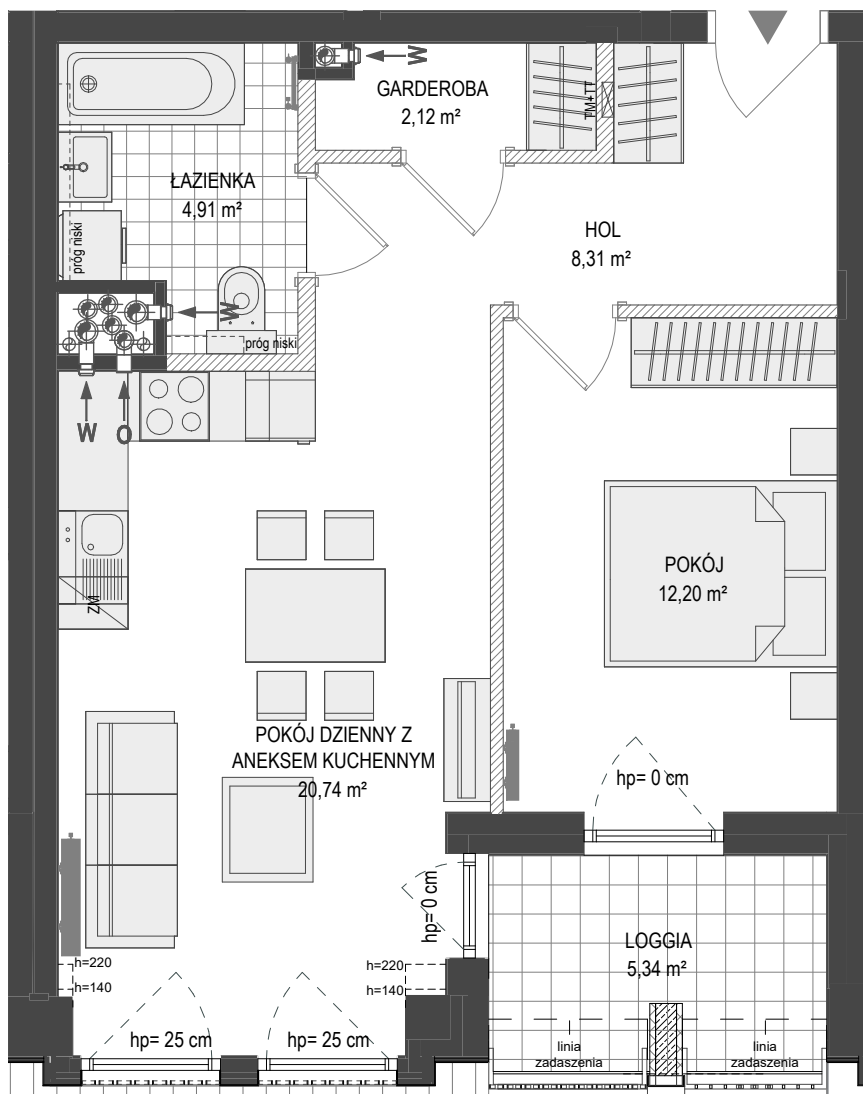 W
GARDEROBA
2,12 m²
TM+TT
ŁAZIENKA
4,91 m²
HOL
8,31 m²
próg niski
W
próg niski
W
O
POKÓJ
12,20 m²
ZM
POKÓJ DZIENNY Z
ANEKSEM KUCHENNYM
20,74 m²
hp= 0 cm
hp= 0 cm
LOGGIA
5,34 m²
h=220
h=140
h=220
h=140
hp= 25 cm
hp= 25 cm
linia
zadaszenia
linia
zadaszenia